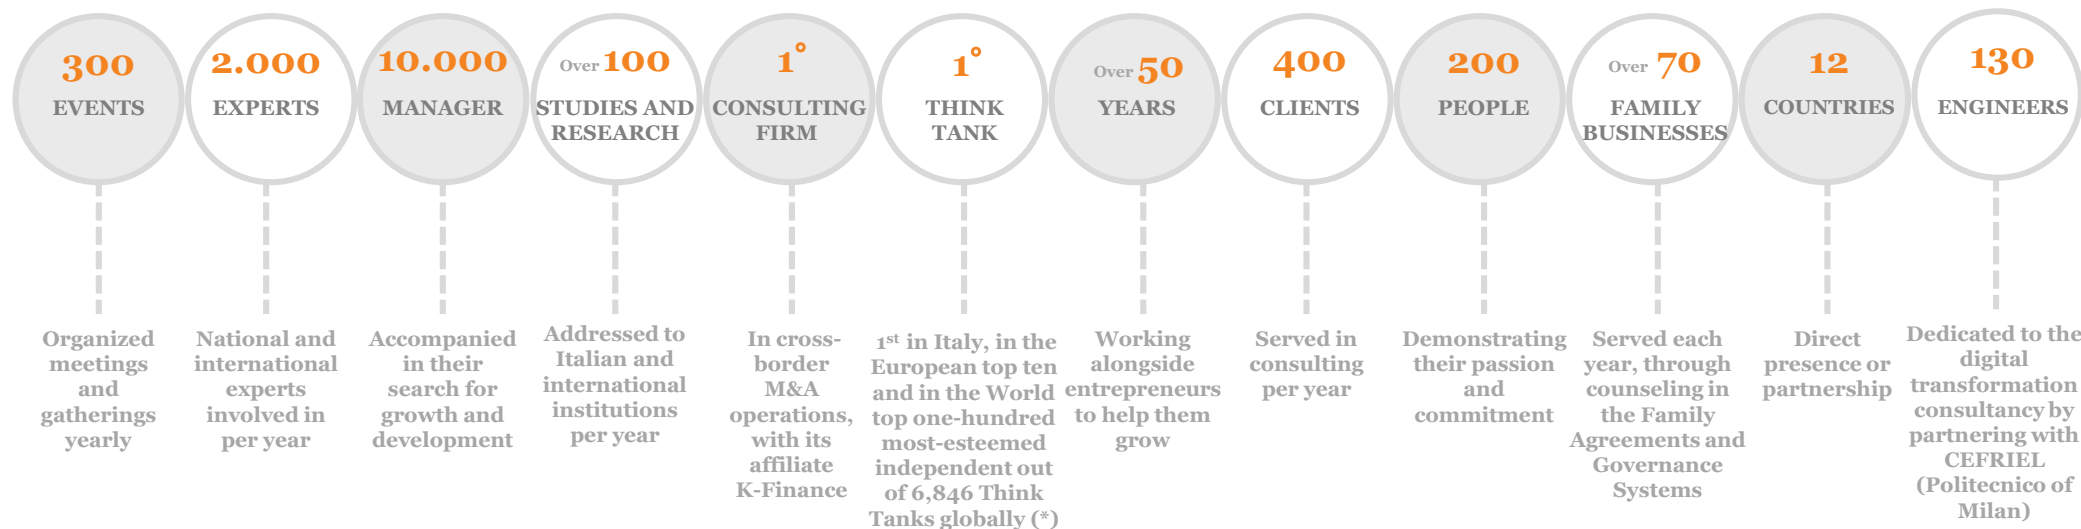 300
EVENTS
Organized
meetings
and
gatherings
yearly
2.000
EXPERTS
National and
international
experts
involved in
per year
10.000
MANAGER
Accompanied
in their
search for
growth and
development
Over 100
STUDIES AND
RESEARCH
Addressed to
Italian and
international
institutions
per year
1°
CONSULTING
FIRM
In cross-
border
M&A
operations,
with its
affiliate
K-Finance
1°
THINK
TANK
1st in Italy, in the
European top ten
and in the World
top one-hundred
most-esteemed
independent out
of 6,846 Think
Tanks globally (*)
Over 50
YEARS
Working
alongside
entrepreneurs
to help them
grow
400
CLIENTS
Served in
consulting
per year
200
PEOPLE
Demonstrating
their passion
and
commitment
Over 70
FAMILY
BUSINESSES
Served each
year, through
counseling in
the Family
Agreements and
Governance
Systems
12
COUNTRIES
Direct
presence or
partnership
130
ENGINEERS
Dedicated to the
digital
transformation
consultancy by
partnering with
CEFRIEL
(Politecnico of
Milan)